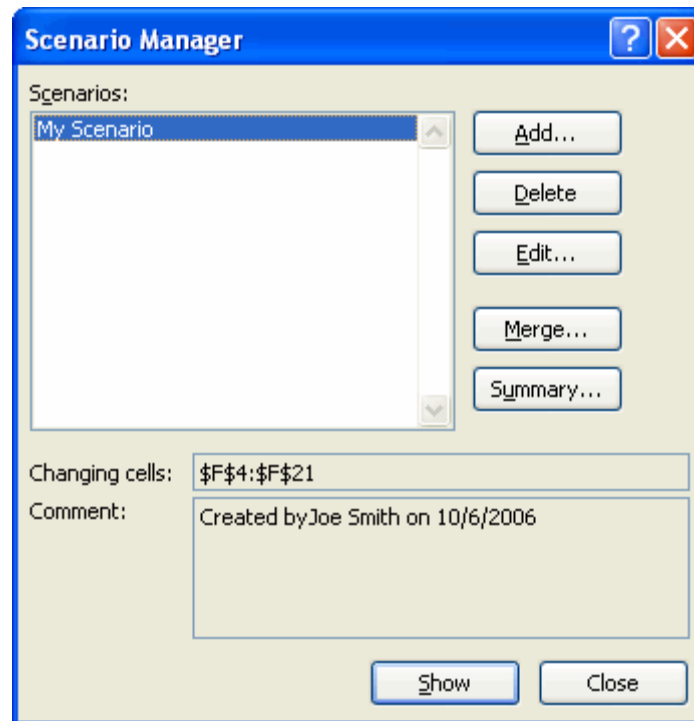 Scenario Manager
?
Scenarios:
My Scenario
Add...
Delete
Edit...
Merge...
Summary...
Changing cells: $F$4:$F$21
Comment: Created byJoe Smith on 10/6/2006
Show Close